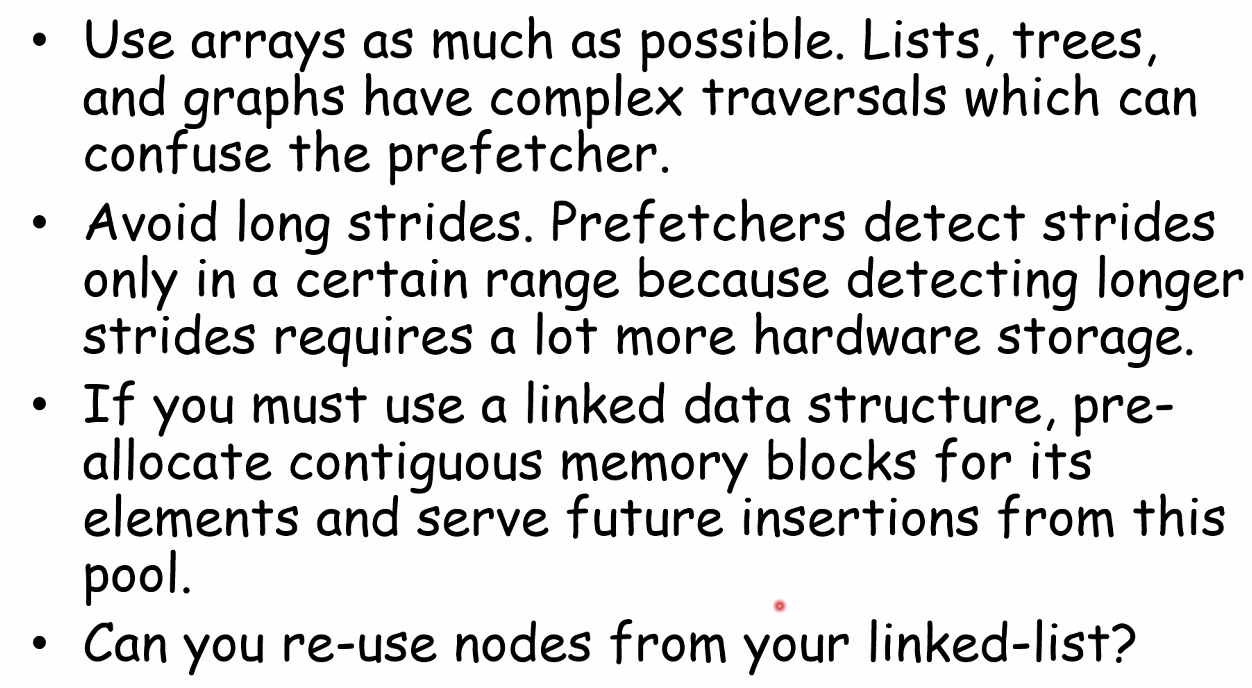 • Use arrays as much as possible. Lists, trees,
and graphs have complex traversals which can
confuse the prefetcher.
• Avoid long strides. Prefetchers detect strides
only in a certain range because detecting longer
strides requires a lot more hardware storage.
• If you must use a linked data structure, pre-
allocate contiguous memory blocks for its
elements and serve future insertions from this
pool.
• Can you re-use nodes from your linked-list?